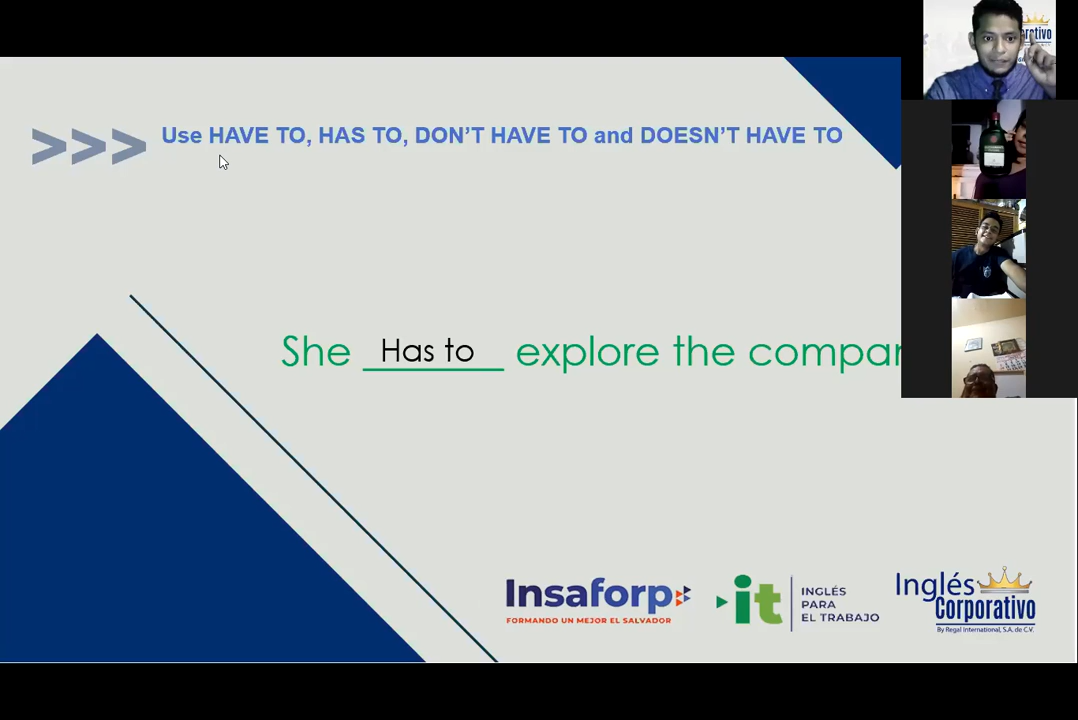 >>> Use HAVE TO, HAS TO, DON'T HAVE TO and DOESN'T HAVE TO
She Has to explore the
Insaforp
FORMANDO UN MEJOR EL SALVADOR
it
INGLÉS
PARA
EL TRABAJO
Inglés
Corporativo
By Regal International, S.A. de C.V.